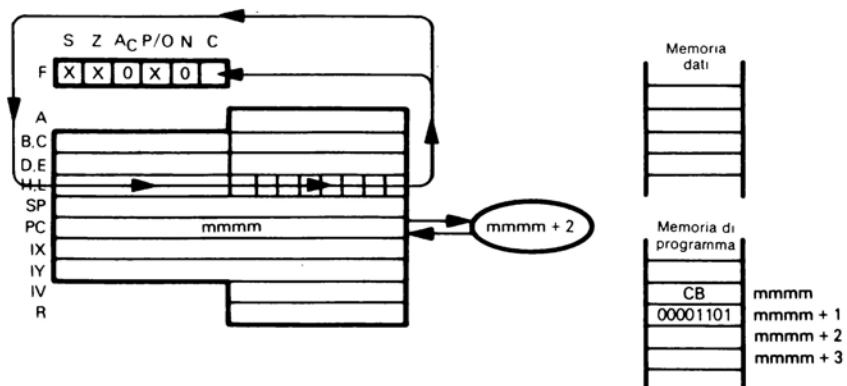 S Z AC P/O N C
F X X 0 X 0
A
B,C
D,E
H,L
SP
PC mmmm
IX
IY
IV
R
mmmm + 2
Memoria
dati
Memoria di
programma
CB mmmm
00001101 mmmm + 1
mmmm + 2
mmmm + 3